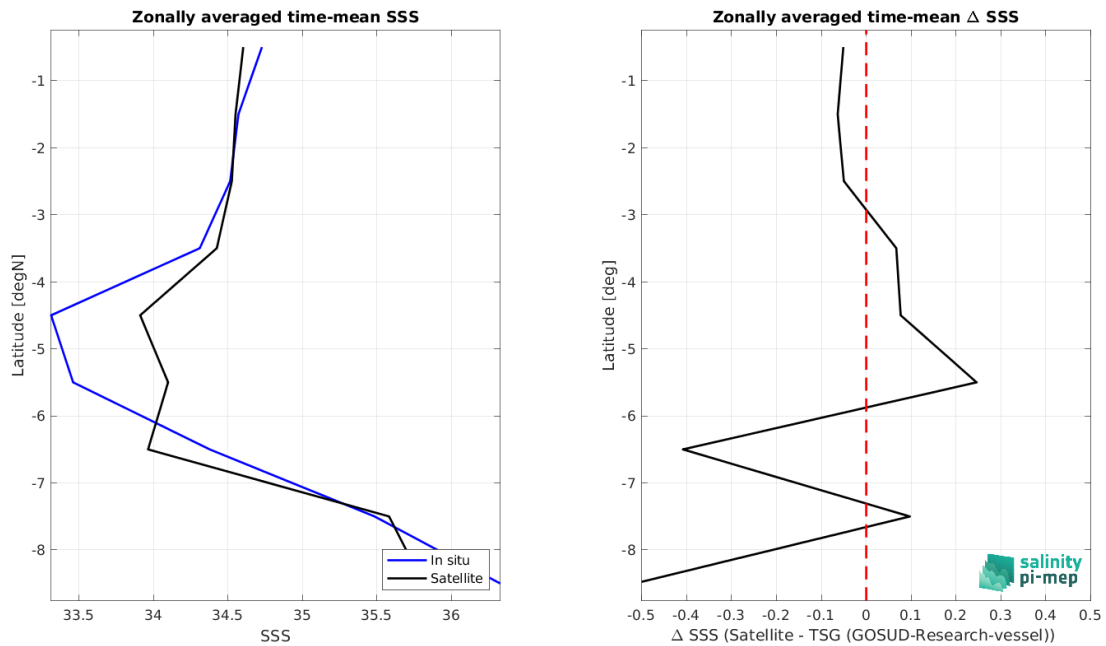 Zonally averaged time-mean SSS
-1
-2
-3
-4
-5
-6
-7
-8
Latitude [degN]
33.5 34 34.5 35 35.5 36
SSS
In situ
Satellite
Zonally averaged time-mean Δ SSS
-1
-2
-3
-4
-5
-6
-7
-8
Latitude [deg]
-0.5 -0.4 -0.3 -0.2 -0.1 0 0.1 0.2 0.3 0.4 0.5
Δ SSS (Satellite - TSG (GOSUD-Research-vessel))
salinity
pi-mep